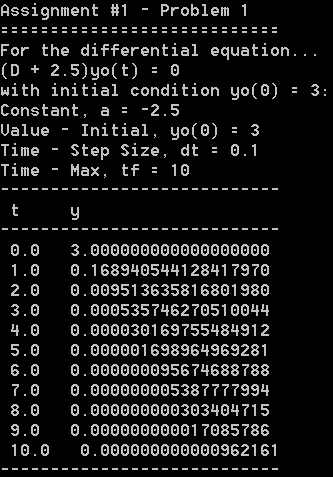 Assignment #1 - Problem 1
============================
For the differential equation...
(D + 2.5)yo(t) = 0
with initial condition yo(0) = 3:
Constant, a = -2.5
Value - Initial, yo(0) = 3
Time - Step Size, dt = 0.1
Time - Max, tf = 10
----------------------------
t y
----------------------------
0.0 3.000000000000000000
1.0 0.168940544128417970
2.0 0.009513635816801980
3.0 0.000535746270510044
4.0 0.000030169755484912
5.0 0.000001698964969281
6.0 0.000000095674688788
7.0 0.000000005387777994
8.0 0.000000000303404715
9.0 0.000000000017085786
10.0 0.000000000000962161
----------------------------